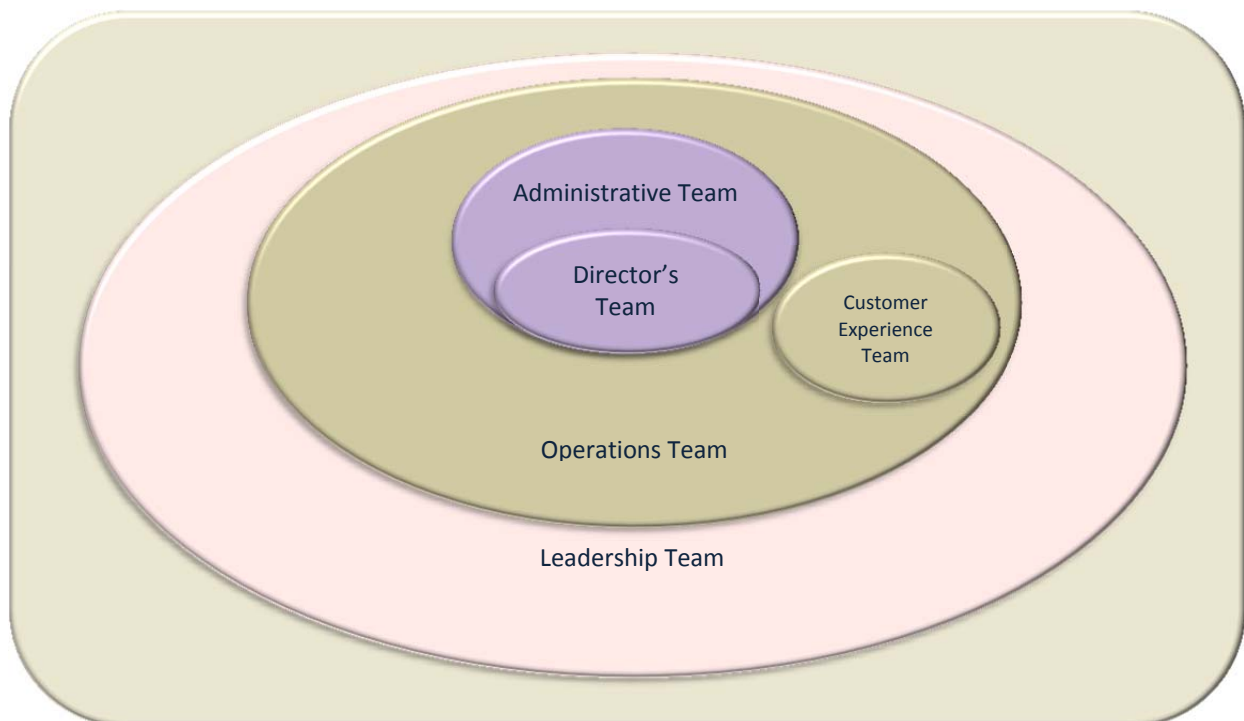 Administrative Team
Director’s
Team
Customer
Experience
Team
Operations Team
Leadership Team